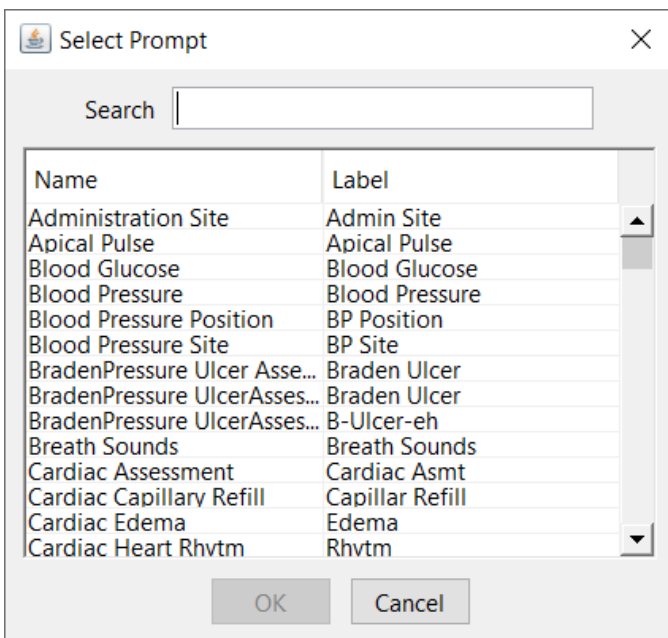 Select Prompt
Search
Name Label
Administration Site Admin Site
Apical Pulse Apical Pulse
Blood Glucose Blood Glucose
Blood Pressure Blood Pressure
Blood Pressure Position BP Position
Blood Pressure Site BP Site
BradenPressure Ulcer Asse... Braden Ulcer
BradenPressure UlcerAsses... Braden Ulcer
BradenPressure UlcerAsses... B-Ulcer-eh
Breath Sounds Breath Sounds
Cardiac Assessment Cardiac Asmt
Cardiac Capillary Refill Capillar Refill
Cardiac Edema Edema
Cardiac Heart Rhytm Rhytm
OK Cancel